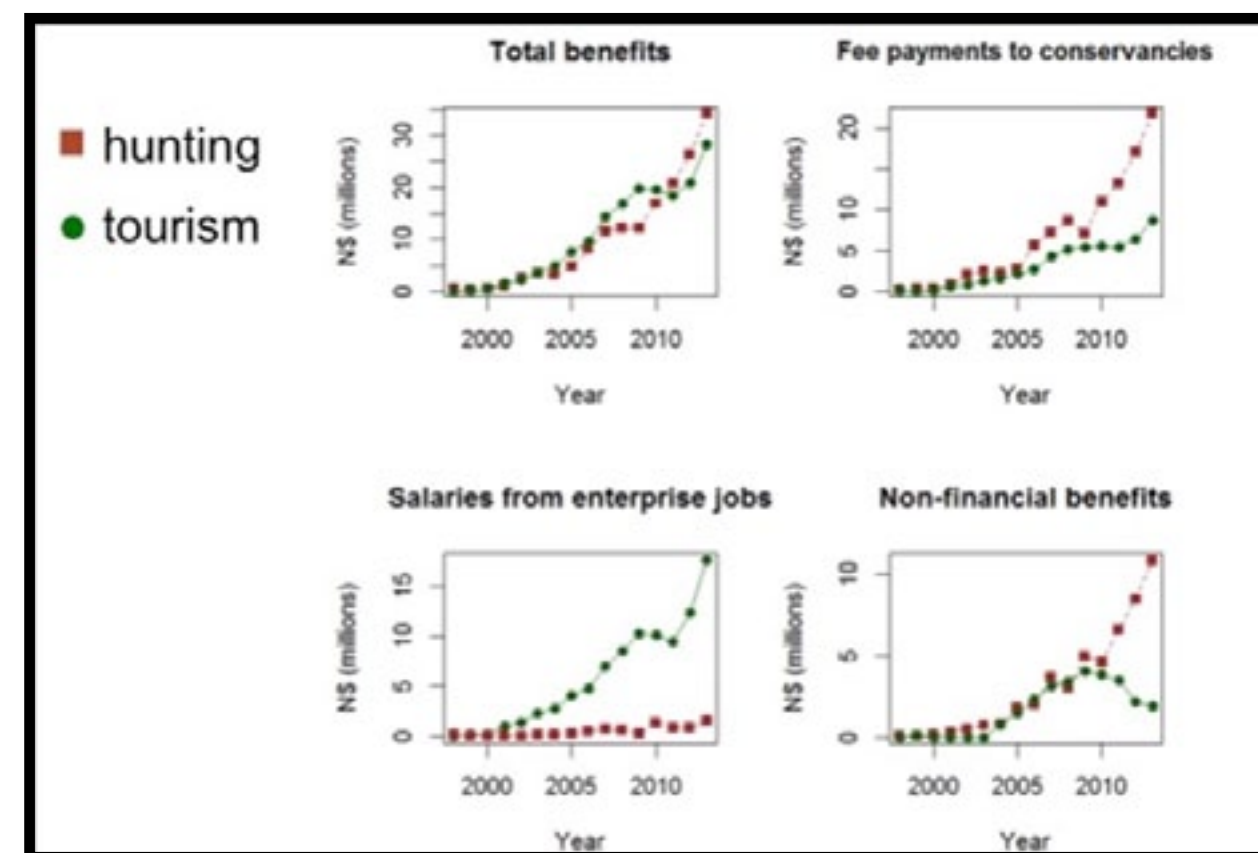 hunting
tourism
Total benefits
N$ (millions)
0
10
20
30
2000 2005 2010
Year
Fee payments to conservancies
N$ (millions)
0
5
10
20
2000 2005 2010
Year
Salaries from enterprise jobs
N$ (millions)
0
5
10
15
2000 2005 2010
Year
Non-financial benefits
N$ (millions)
0
5
10
2000 2005 2010
Year